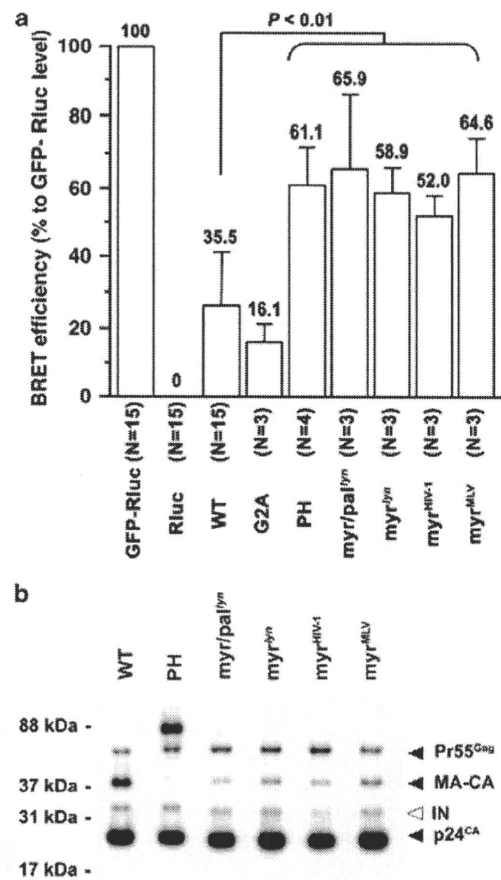 a
P < 0.01
BRET efficiency (% to GFP- Rluc level)
100
80
60
40
20
0
100
0
35.5
16.1
61.1
65.9
58.9
52.0
64.6
GFP-Rluc (N=15)
Rluc (N=15)
WT (N=15)
G2A (N=3)
PH (N=4)
myr/pal^lyn (N=3)
myr^lyn (N=3)
myr^HIV-1 (N=3)
myr^MLV (N=3)
b
WT
PH
myr/pal^lyn
myr^lyn
myr^HIV-1
myr^MLV
88 kDa -
37 kDa -
31 kDa -
17 kDa -
Pr55^Gag
MA-CA
IN
p24^CA